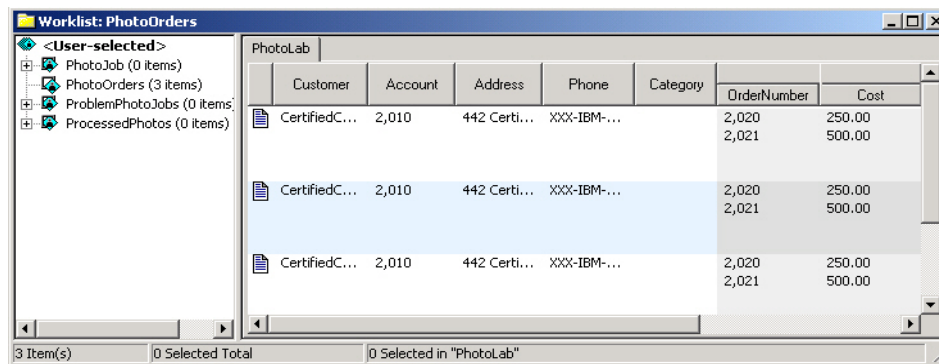 Worklist: PhotoOrders
<User-selected>
PhotoJob (0 items)
PhotoOrders (3 items)
ProblemPhotoJobs (0 items
ProcessedPhotos (0 items)
PhotoLab
Customer Account Address Phone Category OrderNumber Cost
CertifiedC... 2,010 442 Certi... XXX-IBM-... 2,020 250.00
2,021 500.00
CertifiedC... 2,010 442 Certi... XXX-IBM-... 2,020 250.00
2,021 500.00
CertifiedC... 2,010 442 Certi... XXX-IBM-... 2,020 250.00
2,021 500.00
3 Item(s) 0 Selected Total 0 Selected in "PhotoLab"